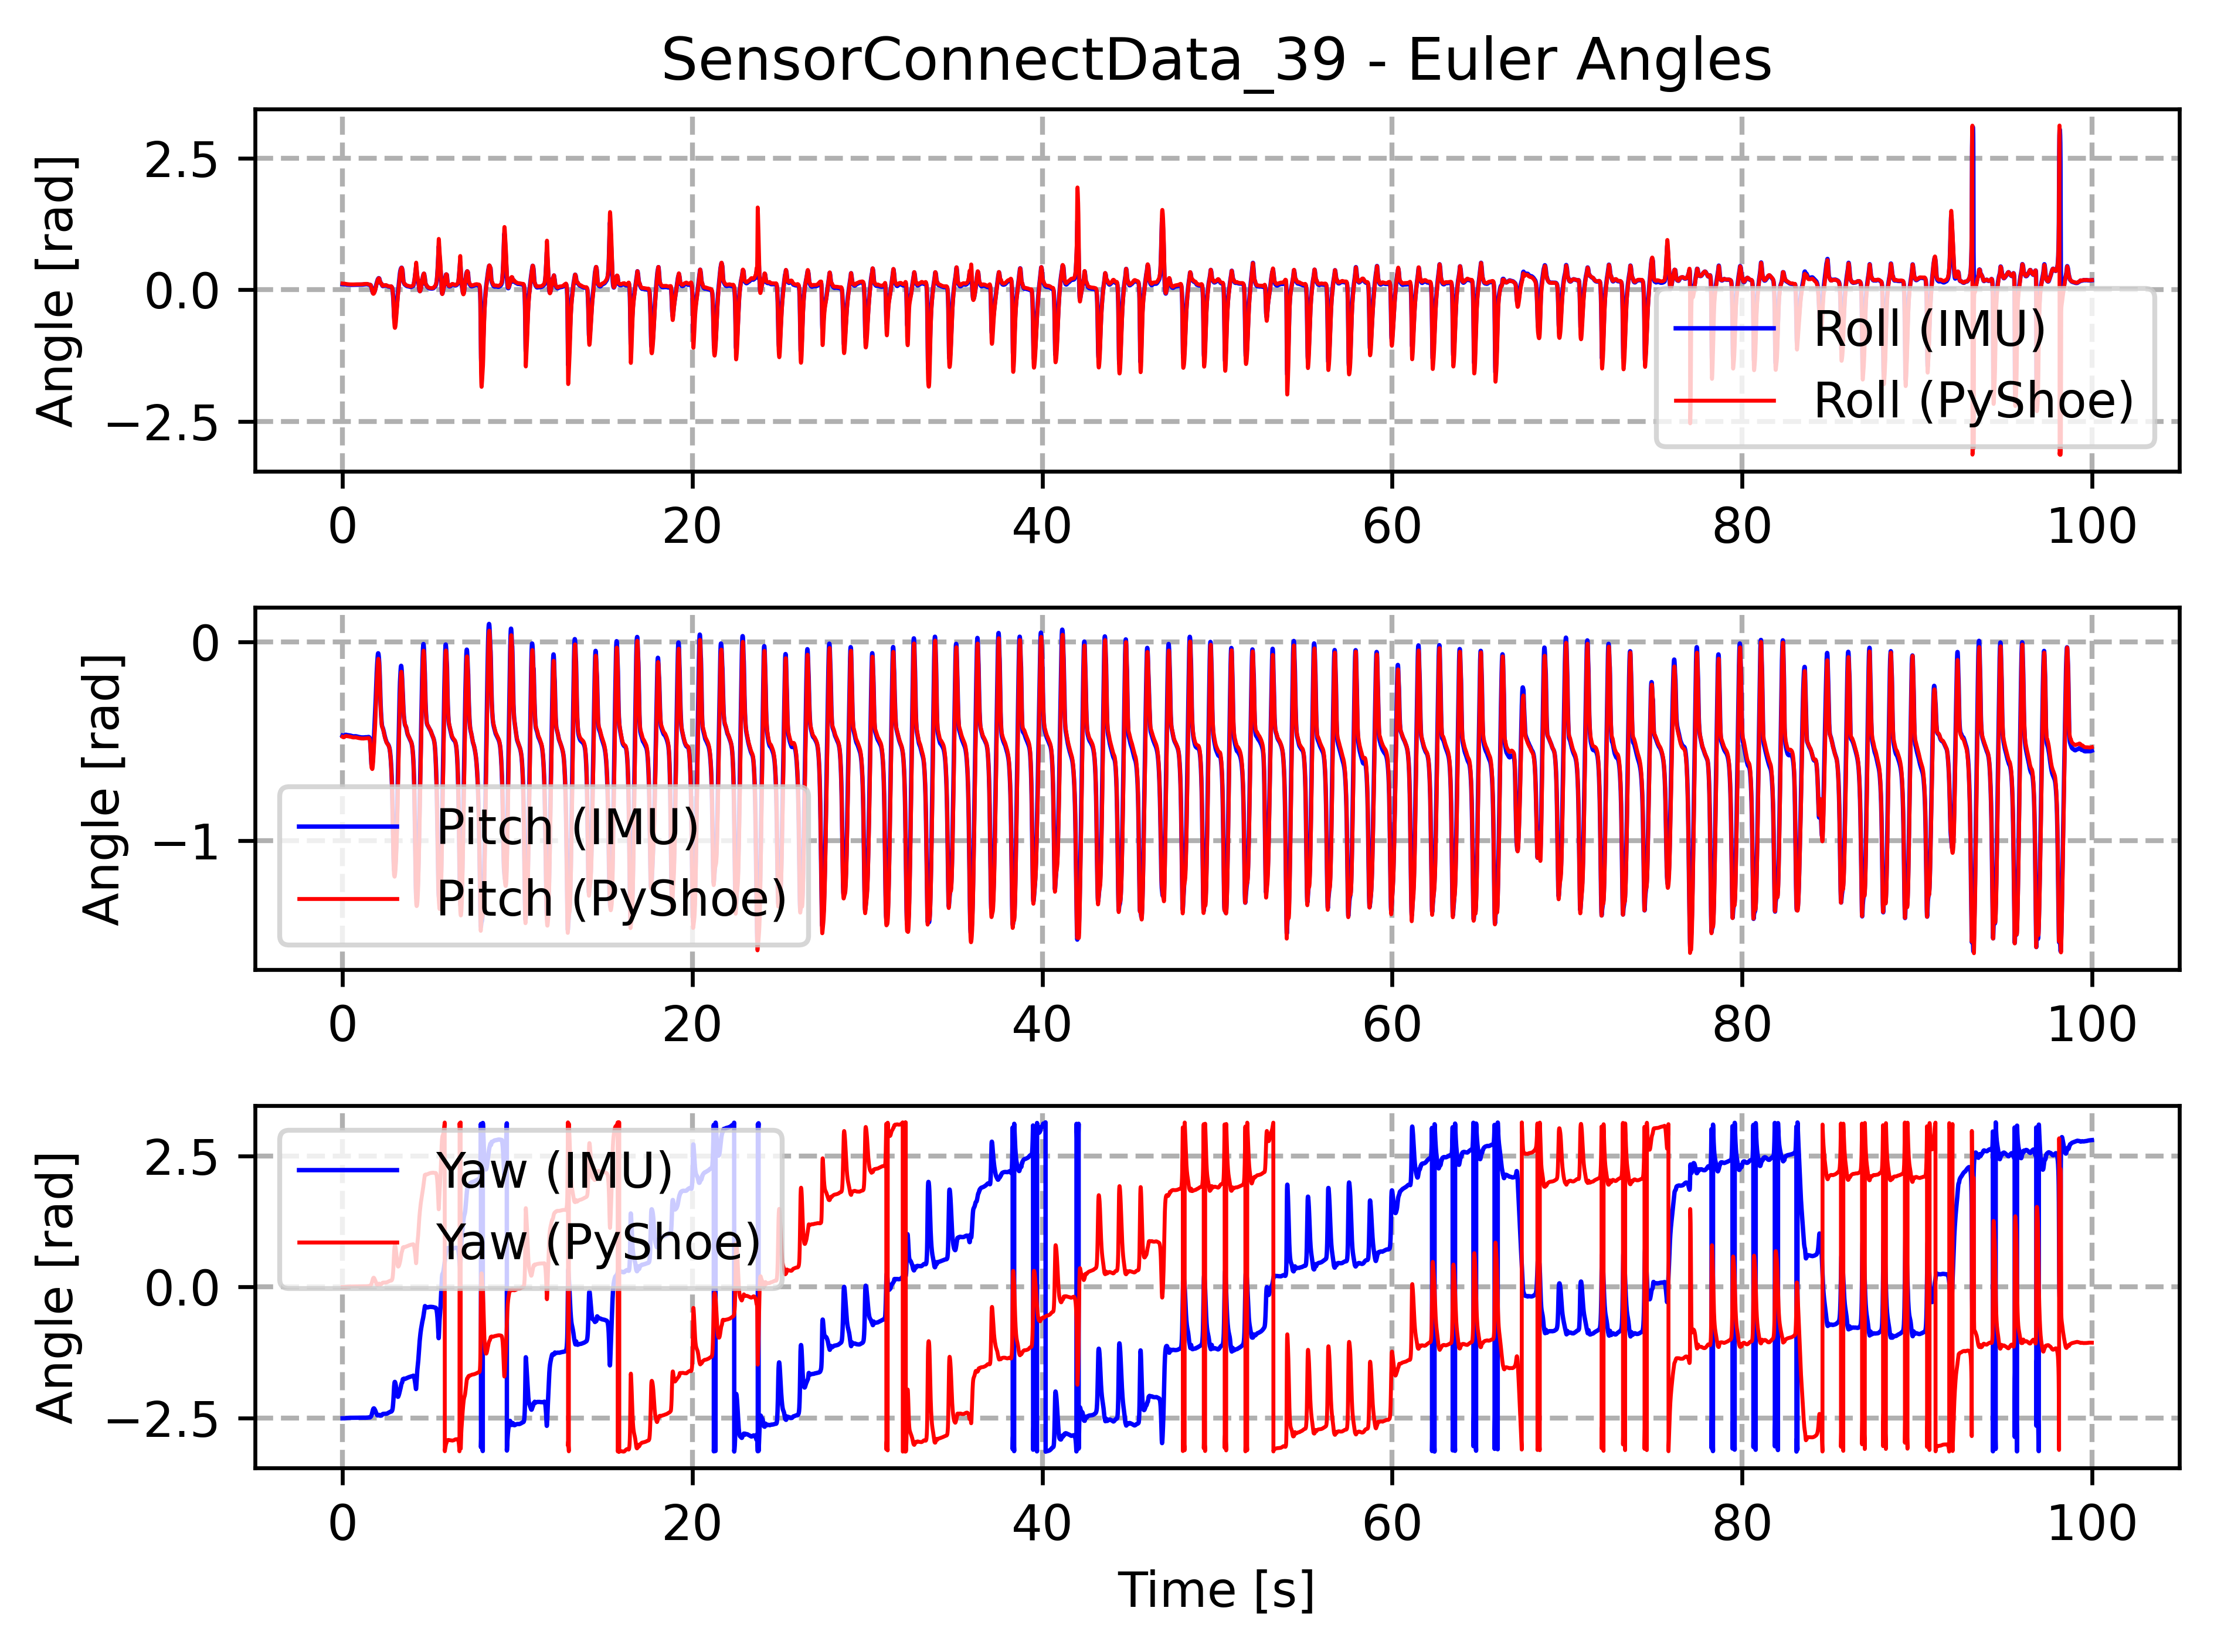 SensorConnectData_39 - Euler Angles
Angle [rad]
2.5
0.0
−2.5
Roll (IMU)
Roll (PyShoe)
0 20 40 60 80 100
Angle [rad]
0
−1
Pitch (IMU)
Pitch (PyShoe)
0 20 40 60 80 100
Angle [rad]
2.5
0.0
−2.5
Yaw (IMU)
Yaw (PyShoe)
0 20 40 60 80 100
Time [s]